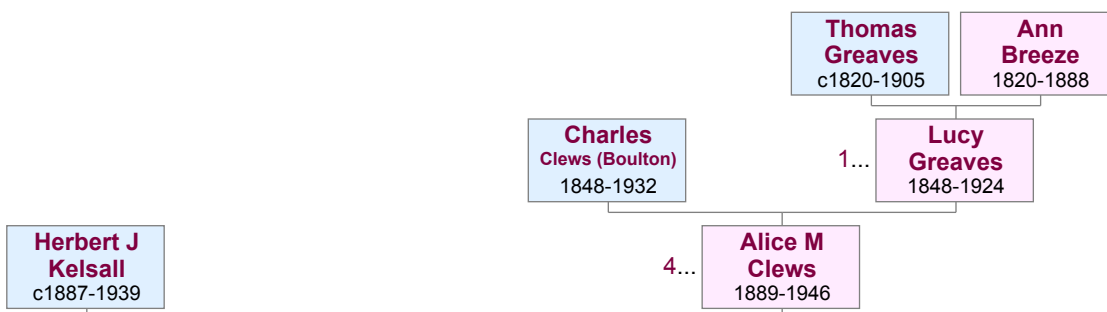 Thomas
Greaves
c1820-1905
Ann
Breeze
1820-1888
Charles
Clews (Boulton)
1848-1932
1...
Lucy
Greaves
1848-1924
Herbert J
Kelsall
c1887-1939
4...
Alice M
Clews
1889-1946